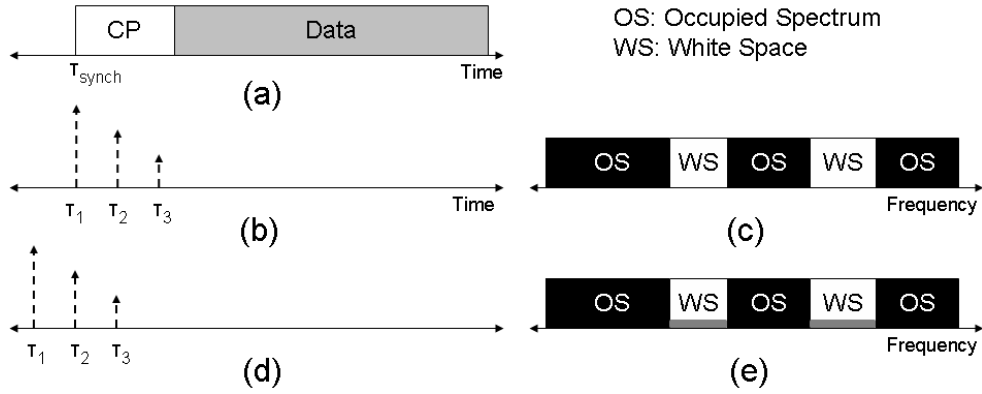 CP Data
τsynch Time
(a)
OS: Occupied Spectrum
WS: White Space
τ1 τ2 τ3 Time
(b)
OS WS OS WS OS
Frequency
(c)
τ1 τ2 τ3
(d)
OS WS OS WS OS
Frequency
(e)